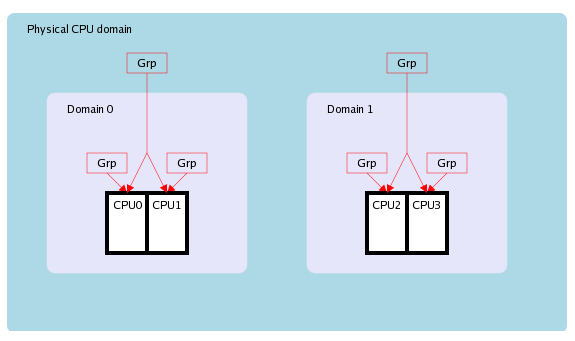 Physical CPU domain
Grp
Grp
Domain 0
Domain 1
Grp
Grp
Grp
Grp
CPU0
CPU1
CPU2
CPU3